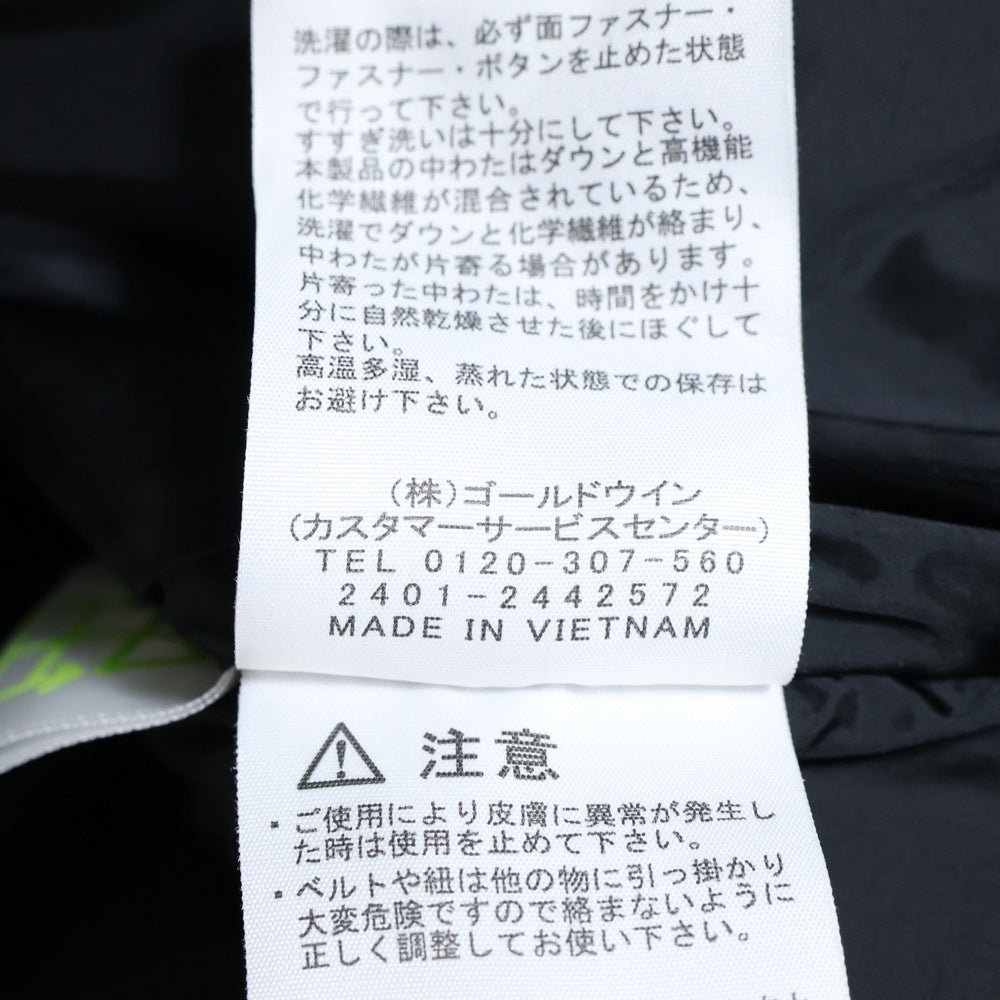 洗濯の際は、必ず面ファスナー・
ファスナー・ボタンを止めた状態
で行って下さい。
すすぎ洗いは十分にして下さい。
本製品の中わたはダウンと高機能
化学繊維が混合されているため、
洗濯でダウンと化学繊維が絡まり、
中わたが片寄る場合があります。
片寄った中わたは、時間をかけ十
分に自然乾燥させた後にほぐして
下さい。
高温多湿、蒸れた状態での保存は
お避け下さい。
(株)ゴールドウイン
(カスタマーサービスセンター)
TEL 0120-307-560
2401-2442572
MADE IN VIETNAM
注意
・ご使用により皮膚に異常が発生し
た時は使用を止めて下さい。
・ベルトや紐は他の物に引っ掛かり
大変危険ですので絡まないように
正しく調整してお使い下さい。